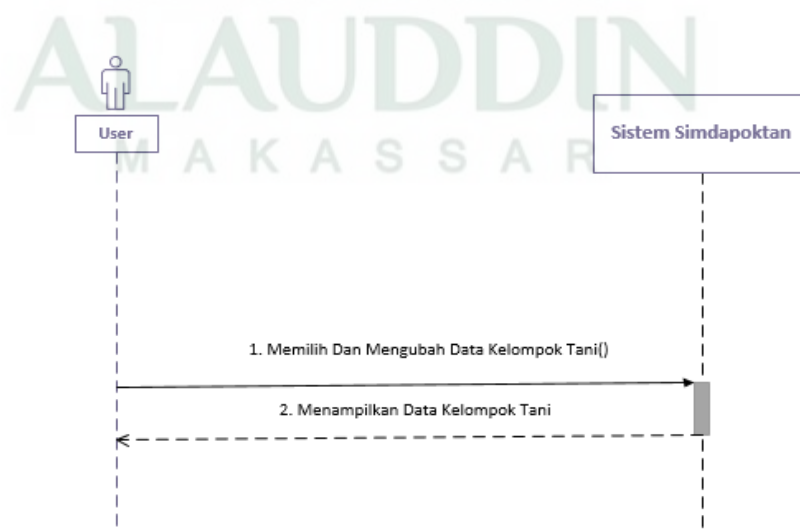 ALAUDDIN
User
Sistem Simdapoktan
MAKASSAR
1. Memilih Dan Mengubah Data Kelompok Tani()
2. Menampilkan Data Kelompok Tani